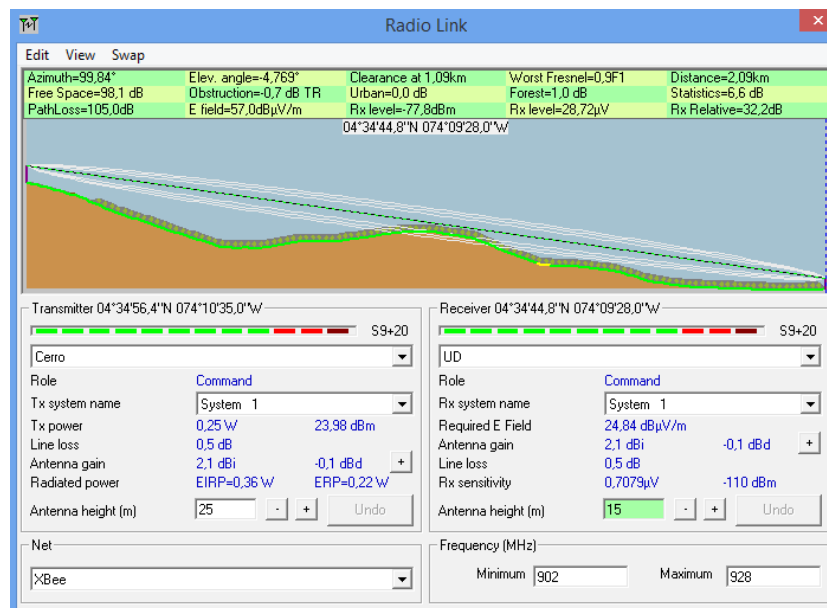 Radio Link
Edit View Swap
Azimuth=99,84° Elev. angle=-4,769° Clearance at 1,09km Worst Fresnel=0,9F1 Distance=2,09km
Free Space=98,1 dB Obstruction=-0,7 dB TR Urban=0,0 dB Forest=1,0 dB Statistics=6,6 dB
PathLoss=105,0dB E field=57,0dBµV/m Rx level=-77,8dBm Rx level=28,72µV Rx Relative=32,2dB
04°34'44,8"N 074°09'28,0"W
Transmitter 04°34'56,4"N 074°10'35,0"W
S9+20
Cerro
Role Command
Tx system name System 1
Tx power 0,25 W 23,98 dBm
Line loss 0,5 dB
Antenna gain 2,1 dBi -0,1 dBd +
Radiated power EIRP=0,36 W ERP=0,22 W
Antenna height (m) 25 - + Undo
Receiver 04°34'44,8"N 074°09'28,0"W
S9+20
UD
Role Command
Rx system name System 1
Required E Field 24,84 dBµV/m
Antenna gain 2,1 dBi -0,1 dBd +
Line loss 0,5 dB
Rx sensitivity 0,7079µV -110 dBm
Antenna height (m) 15 - + Undo
Net
XBee
Frequency (MHz)
Minimum 902 Maximum 928